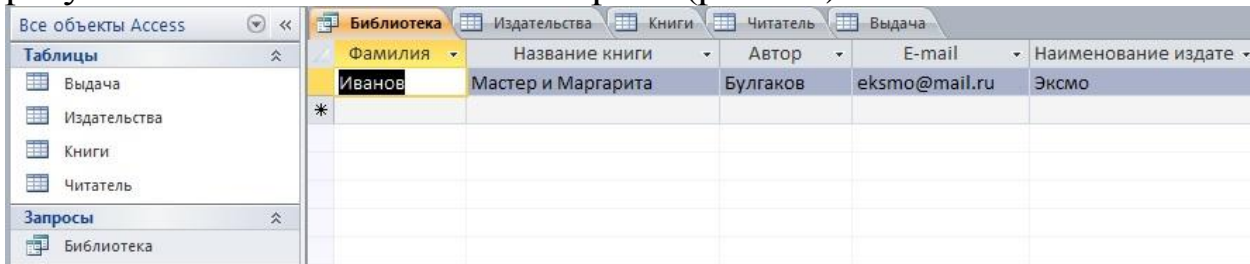 Все объекты Access
Библиотека Издательства Книги Читатель Выдача
Таблицы
Фамилия Название книги Автор E-mail Наименование издате
Выдача
Иванов Мастер и Маргарита Булгаков eksmo@mail.ru Эксмо
Издательства
Книги
Читатель
Запросы
Библиотека